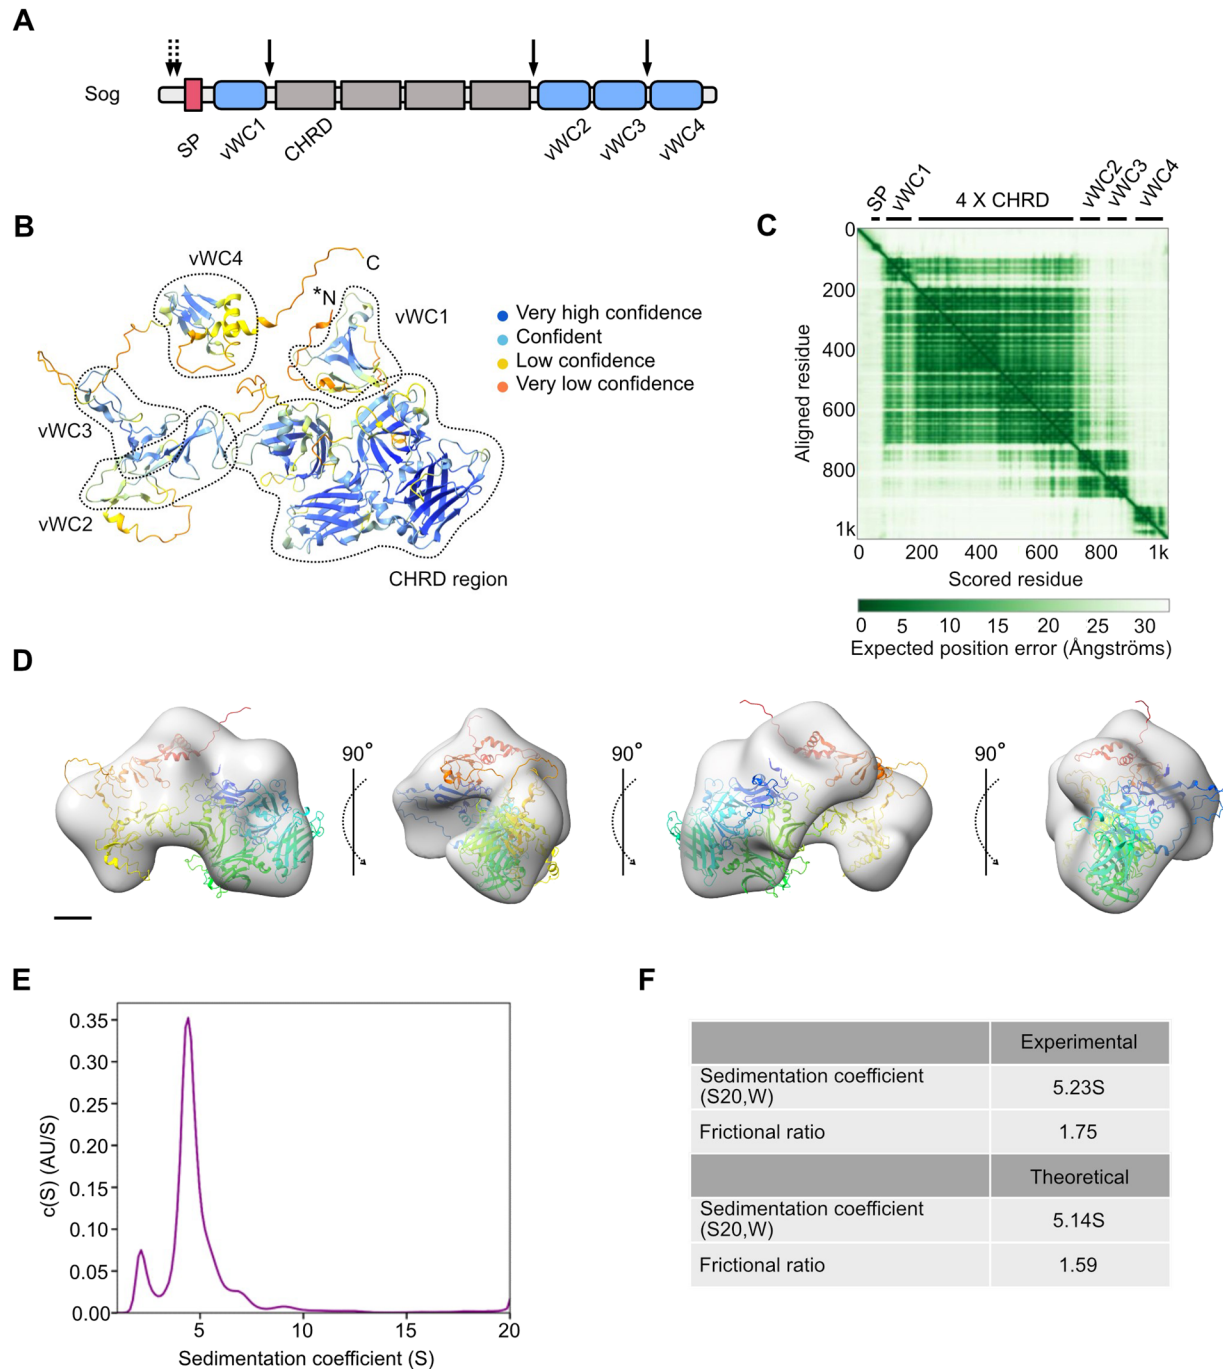 A
Sog
SP
vWC1
CHRD
vWC2
vWC3
vWC4
B
vWC4
C
*N
vWC1
vWC3
vWC2
CHRD region
Very high confidence
Confident
Low confidence
Very low confidence
C
SP
vWC1
4 X CHRD
vWC2
vWC3
vWC4
Aligned residue
0
200
400
600
800
1k
0 200 400 600 800 1k
Scored residue
0 5 10 15 20 25 30
Expected position error (Ångströms)
D
90°
90°
90°
E
c(S) (AU/S)
0.35
0.30
0.25
0.20
0.15
0.10
0.05
0.00
5 10 15 20
Sedimentation coefficient (S)
F
Experimental
Sedimentation coefficient
(S20,W)
5.23S
Frictional ratio
1.75
Theoretical
Sedimentation coefficient
(S20,W)
5.14S
Frictional ratio
1.59